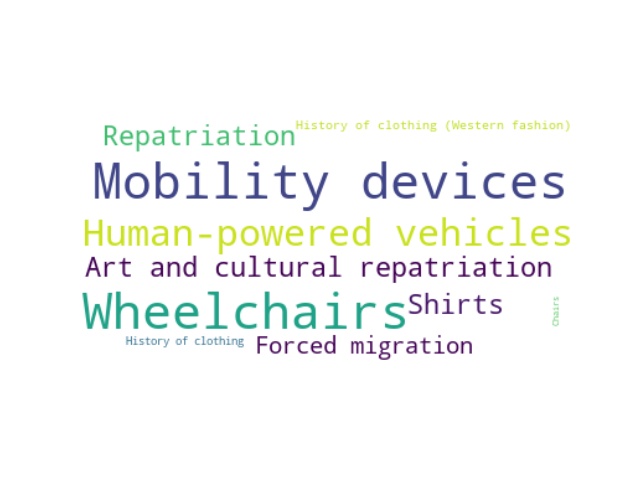 History of clothing (Western fashion)
Repatriation
Mobility devices
Human-powered vehicles
Art and cultural repatriation
Wheelchairs
Shirts
Chairs
History of clothing
Forced migration